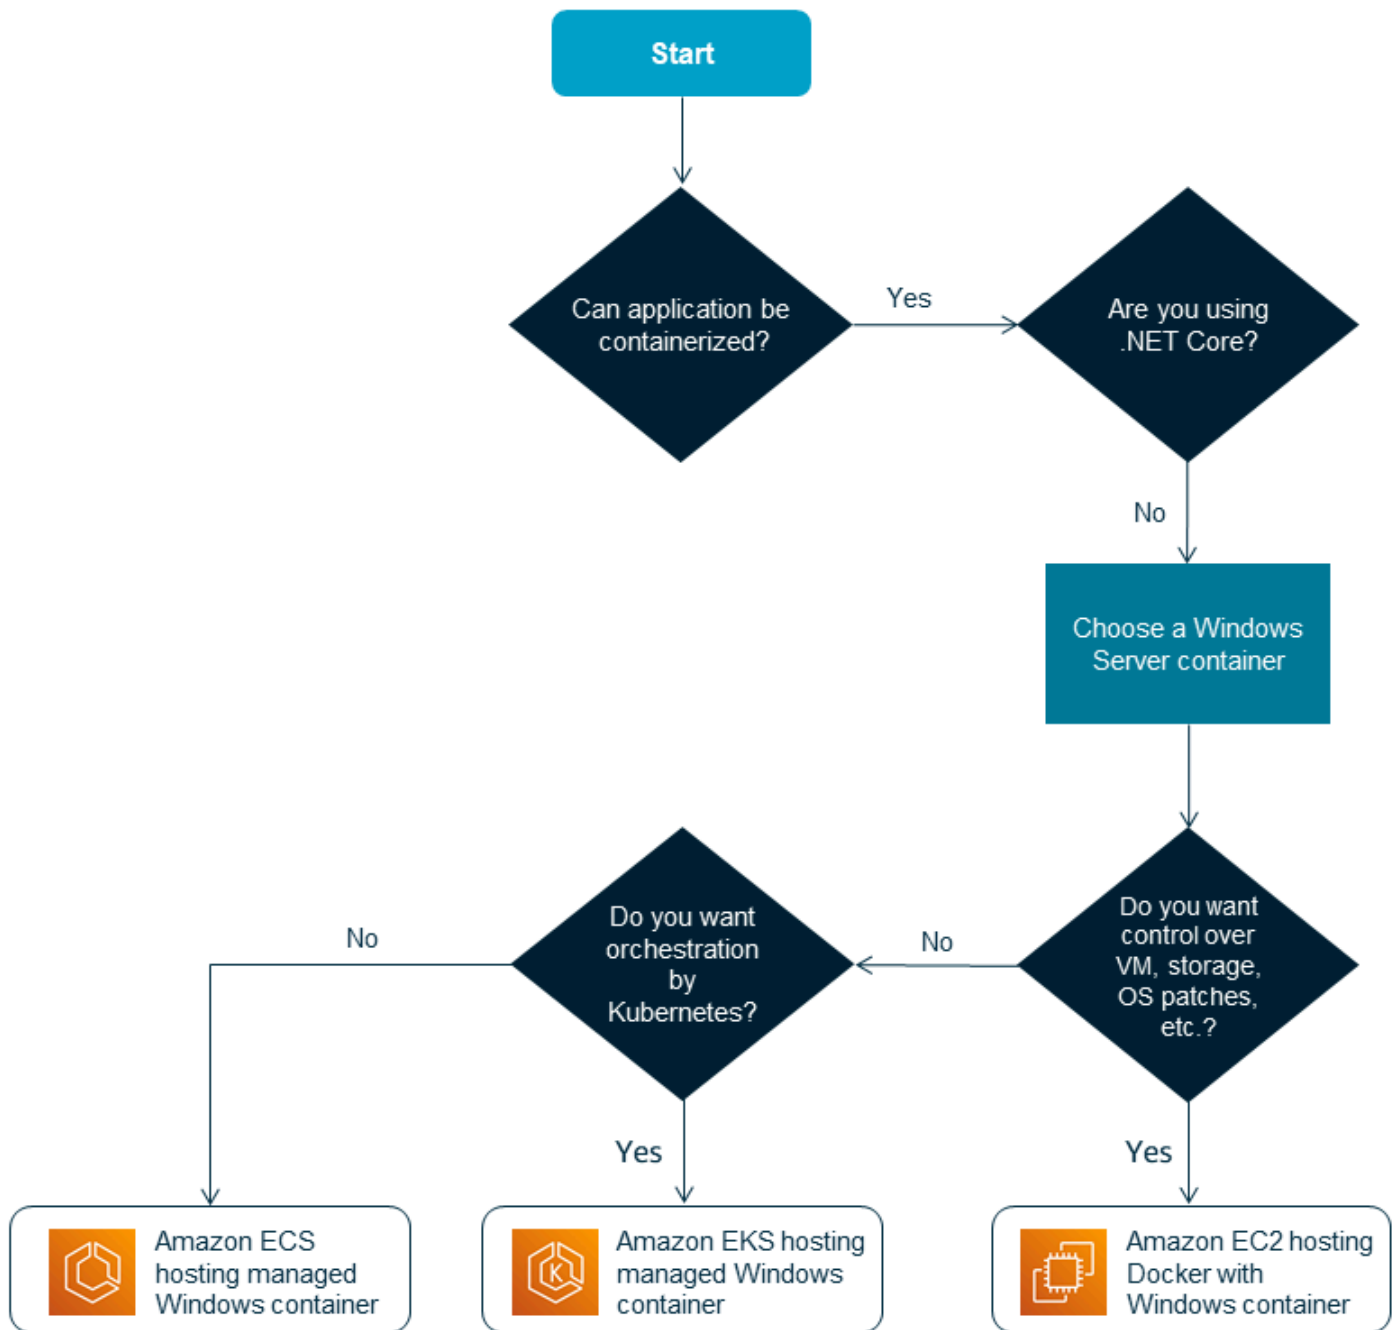 Start
Can application be
containerized?
Yes
Are you using
.NET Core?
No
Choose a Windows
Server container
Do you want
control over
VM, storage,
OS patches,
etc.?
No
Do you want
orchestration
by
Kubernetes?
No
Yes
Yes
Amazon ECS
hosting managed
Windows container
K
Amazon EKS hosting
managed Windows
container
Amazon EC2 hosting
Docker with
Windows container